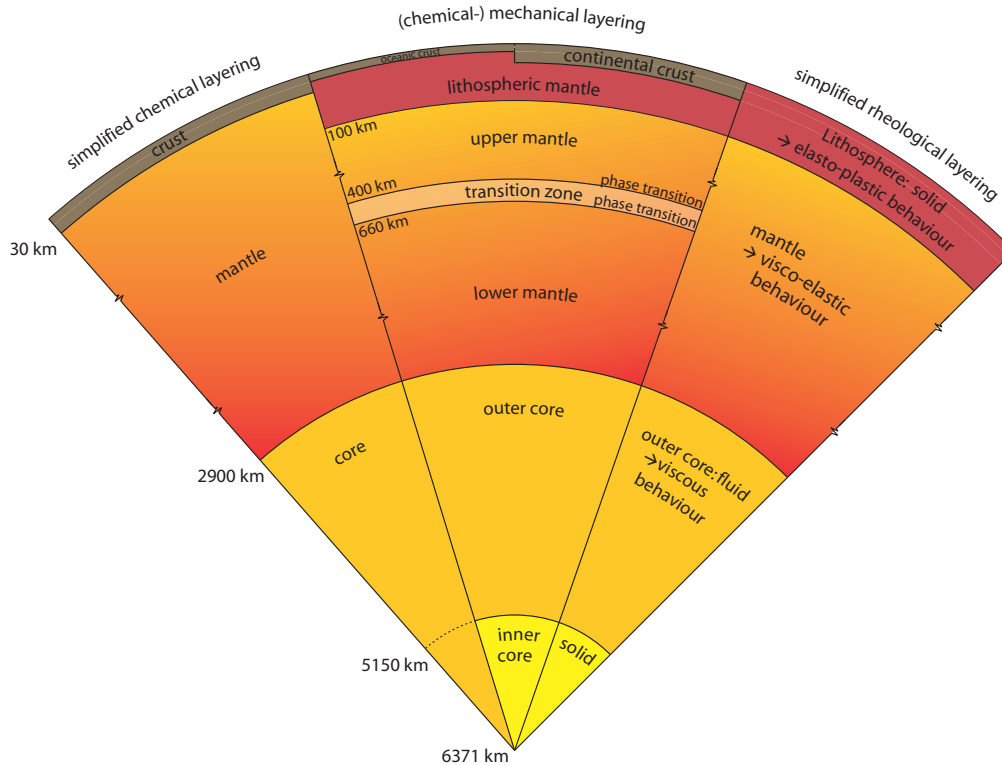 (chemical-) mechanical layering
simplified chemical layering
simplified rheological layering
crust
oceanic crust
continental crust
lithospheric mantle
Lithosphere: solid
→ elasto-plastic behaviour
100 km
upper mantle
400 km
phase transition
transition zone
phase transition
660 km
30 km
mantle
lower mantle
mantle
→ visco-elastic
behaviour
2900 km
core
outer core
outer core: fluid
→viscous
behaviour
5150 km
inner
core
solid
6371 km